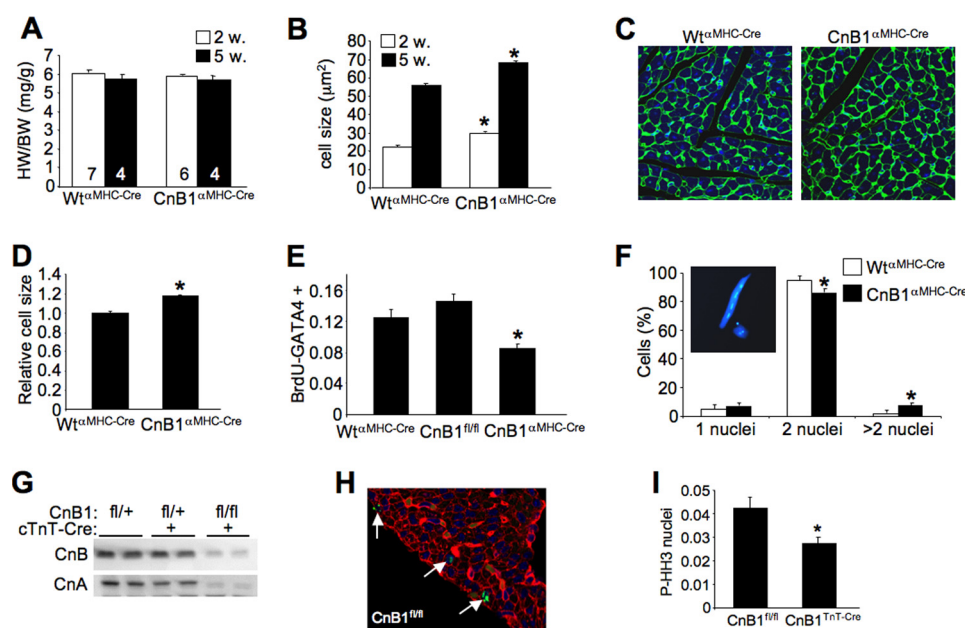 A
HW/BW (mg/g)
7
6
5
4
3
2
1
0
2 w.
5 w.
7
4
6
4
Wt^αMHC-Cre
CnB1^αMHC-Cre
B
cell size (µm²)
80
70
60
50
40
30
20
10
0
2 w.
5 w.
*
*
Wt^αMHC-Cre
CnB1^αMHC-Cre
C
Wt^αMHC-Cre
CnB1^αMHC-Cre
D
Relative cell size
1.4
1.2
1.0
0.8
0.6
0.4
0.2
0
*
Wt^αMHC-Cre
CnB1^αMHC-Cre
E
BrdU-GATA4 +
0.16
0.12
0.08
0.04
0
*
Wt^αMHC-Cre
CnB1^fl/fl
CnB1^αMHC-Cre
F
Cells (%)
100
80
60
40
20
0
Wt^αMHC-Cre
CnB1^αMHC-Cre
*
*
1 nuclei
2 nuclei
>2 nuclei
G
CnB1: fl/+ fl/+ fl/fl
cTnT-Cre: + +
CnB
CnA
H
CnB1^fl/fl
I
P-HH3 nuclei
0.05
0.04
0.03
0.02
0.01
0
*
CnB1^fl/fl
CnB1^TnT-Cre